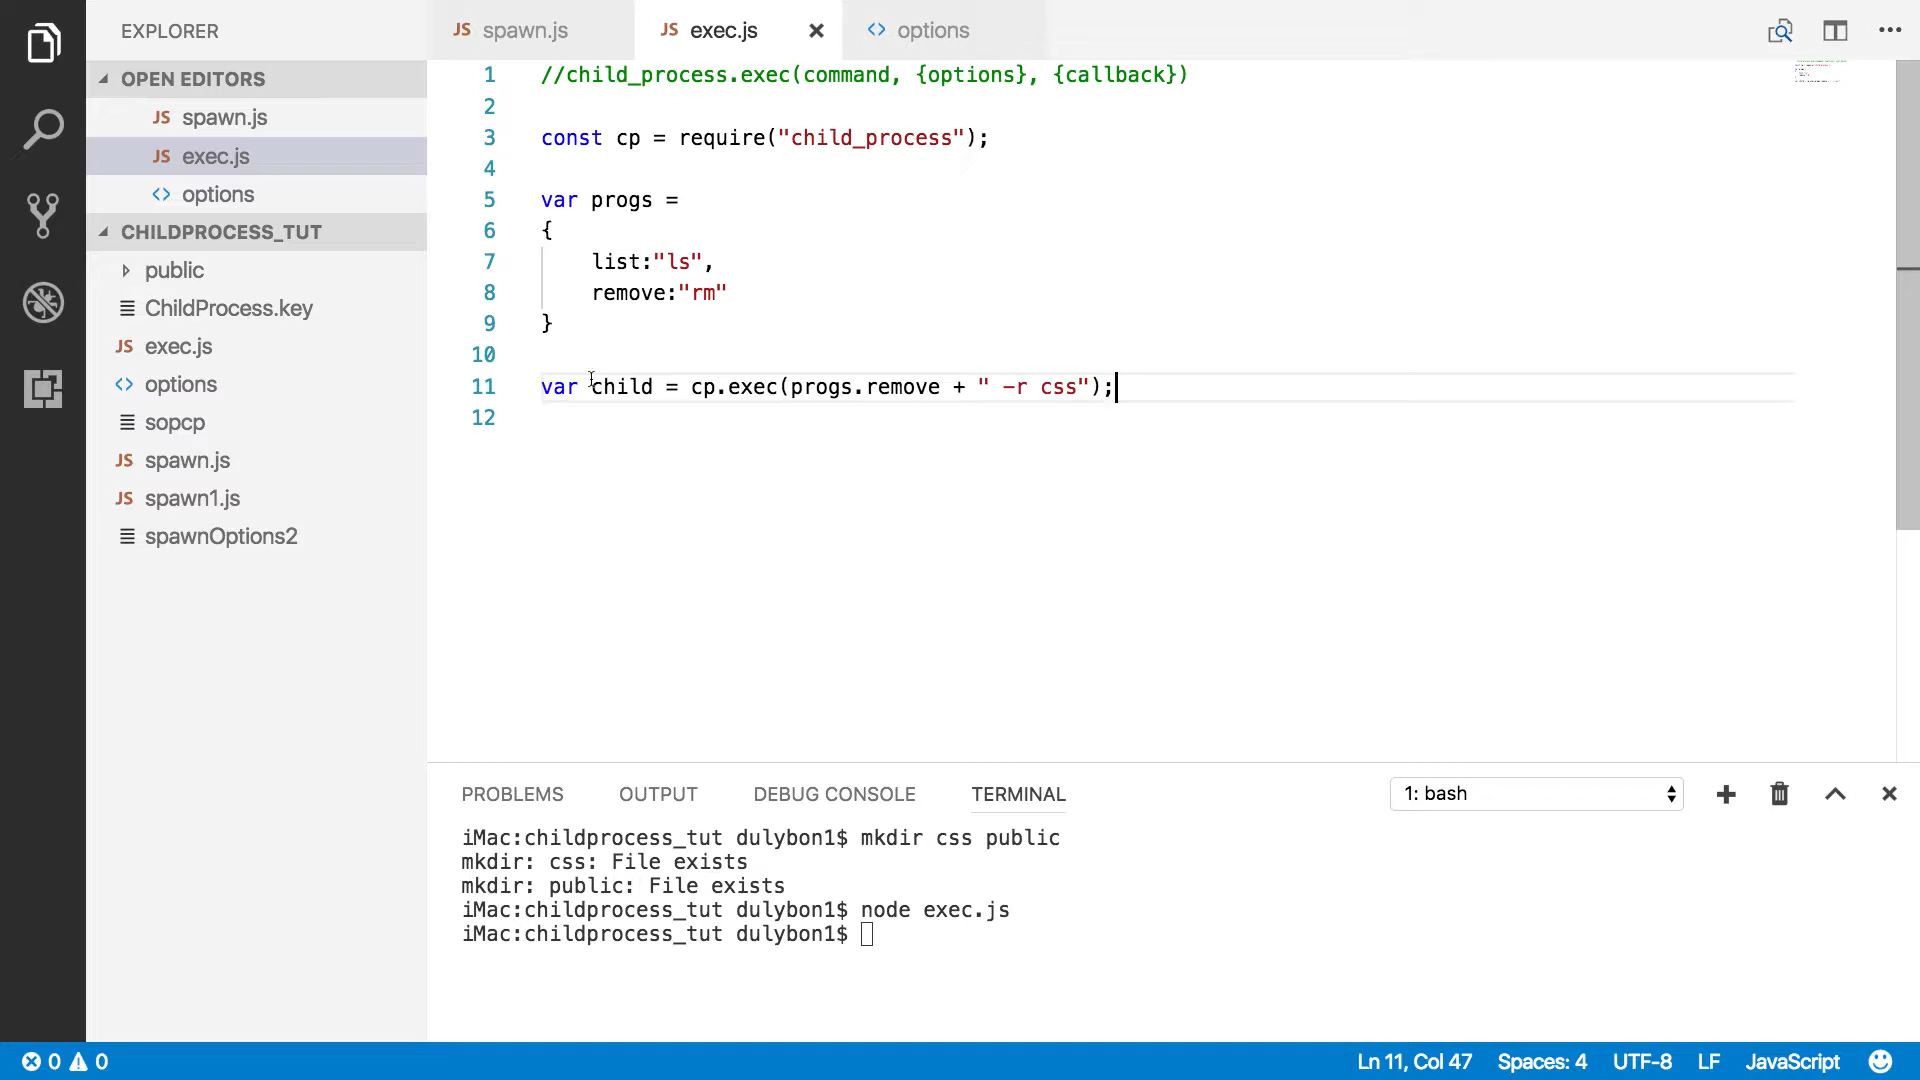 EXPLORER
OPEN EDITORS
JS spawn.js
JS exec.js
<> options
CHILDPROCESS_TUT
public
ChildProcess.key
JS exec.js
<> options
sopcp
JS spawn.js
JS spawn1.js
spawnOptions2
JS spawn.js
JS exec.js
<> options
1 //child_process.exec(command, {options}, {callback})
2
3 const cp = require("child_process");
4
5 var progs =
6 {
7 list:"ls",
8 remove:"rm"
9 }
10
11 var child = cp.exec(progs.remove + " -r css");
12
PROBLEMS OUTPUT DEBUG CONSOLE TERMINAL 1: bash
iMac:childprocess_tut dulybon1$ mkdir css public
mkdir: css: File exists
mkdir: public: File exists
iMac:childprocess_tut dulybon1$ node exec.js
iMac:childprocess_tut dulybon1$
0 0 Ln 11, Col 47 Spaces: 4 UTF-8 LF JavaScript